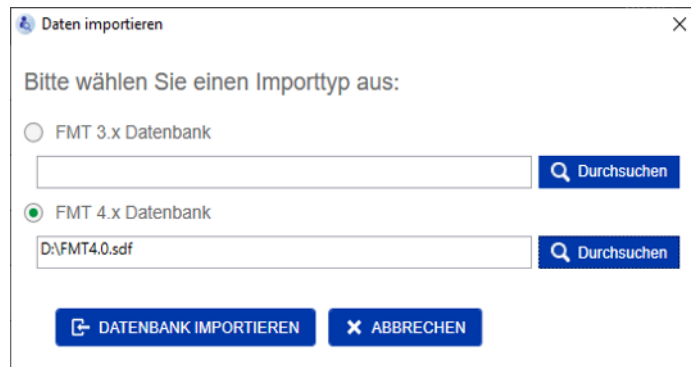 Daten importieren
Bitte wählen Sie einen Importtyp aus:
FMT 3.x Datenbank
Durchsuchen
FMT 4.x Datenbank
D:\FMT4.0.sdf
Durchsuchen
DATENBANK IMPORTIEREN
ABBRECHEN